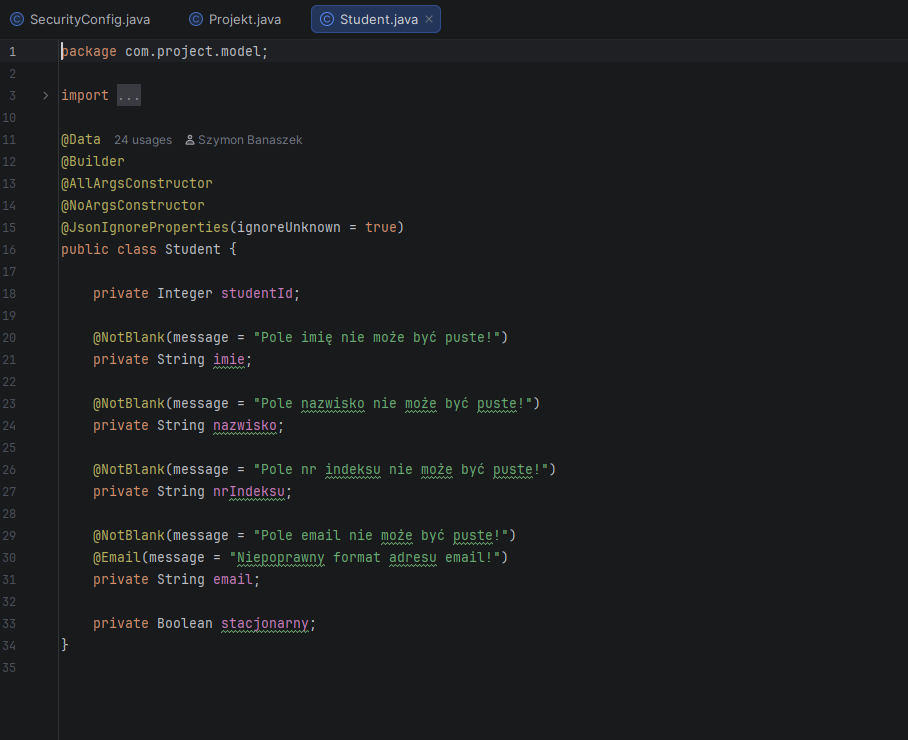 SecurityConfig.java Projekt.java Student.java
1 package com.project.model;
2
3 import ...
10
11 @Data 24 usages Szymon Banaszek
12 @Builder
13 @AllArgsConstructor
14 @NoArgsConstructor
15 @JsonIgnoreProperties(ignoreUnknown = true)
16 public class Student {
17
18 private Integer studentId;
19
20 @NotBlank(message = "Pole imię nie może być puste!")
21 private String imie;
22
23 @NotBlank(message = "Pole nazwisko nie może być puste!")
24 private String nazwisko;
25
26 @NotBlank(message = "Pole nr indeksu nie może być puste!")
27 private String nrIndeksu;
28
29 @NotBlank(message = "Pole email nie może być puste!")
30 @Email(message = "Niepoprawny format adresu email!")
31 private String email;
32
33 private Boolean stacjonarny;
34 }
35